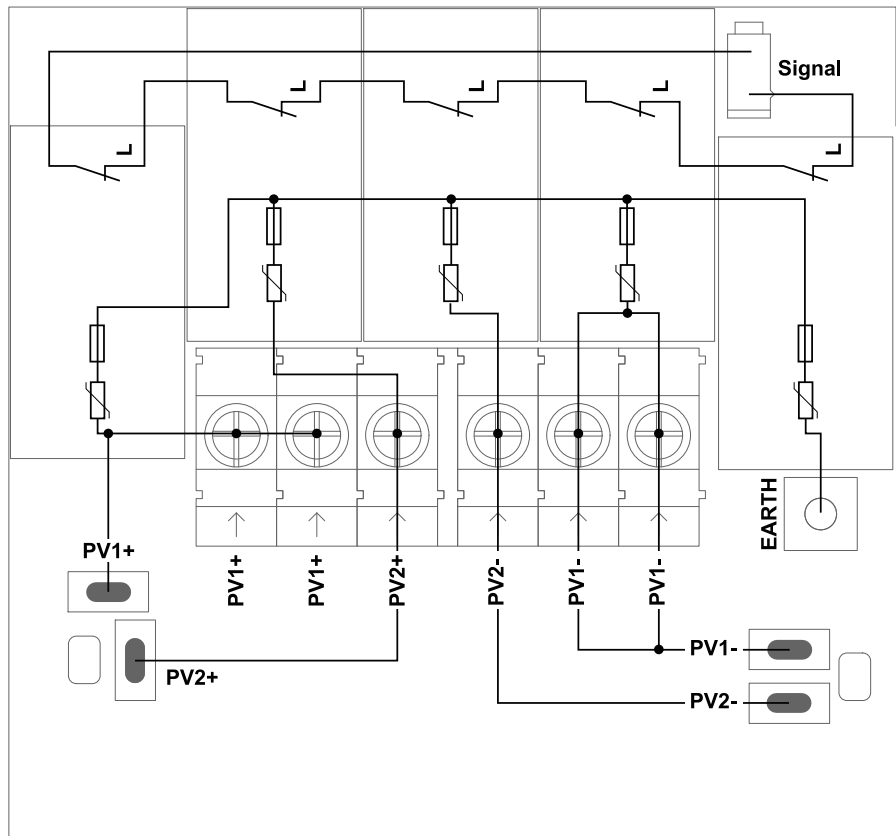 Signal
L
L
L
L
L
EARTH
PV1+
PV1+
PV1+
PV2+
PV2-
PV1-
PV1-
PV2+
PV1-
PV2-